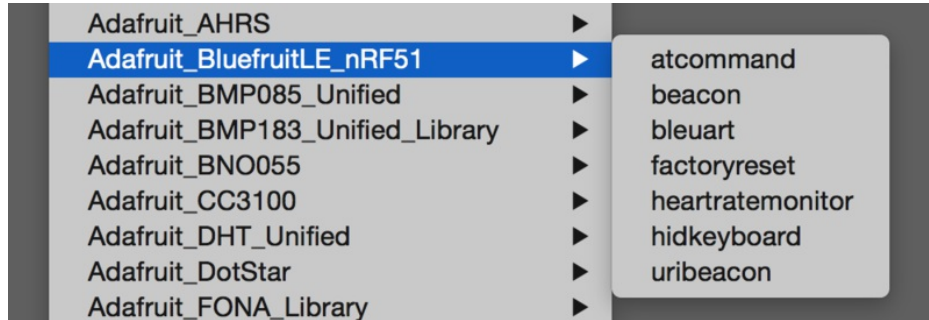 Adafruit_AHRS
Adafruit_BluefruitLE_nRF51
Adafruit_BMP085_Unified
Adafruit_BMP183_Unified_Library
Adafruit_BNO055
Adafruit_CC3100
Adafruit_DHT_Unified
Adafruit_DotStar
Adafruit_FONA_Library
atcommand
beacon
bleuart
factoryreset
heartratemonitor
hidkeyboard
uribeacon